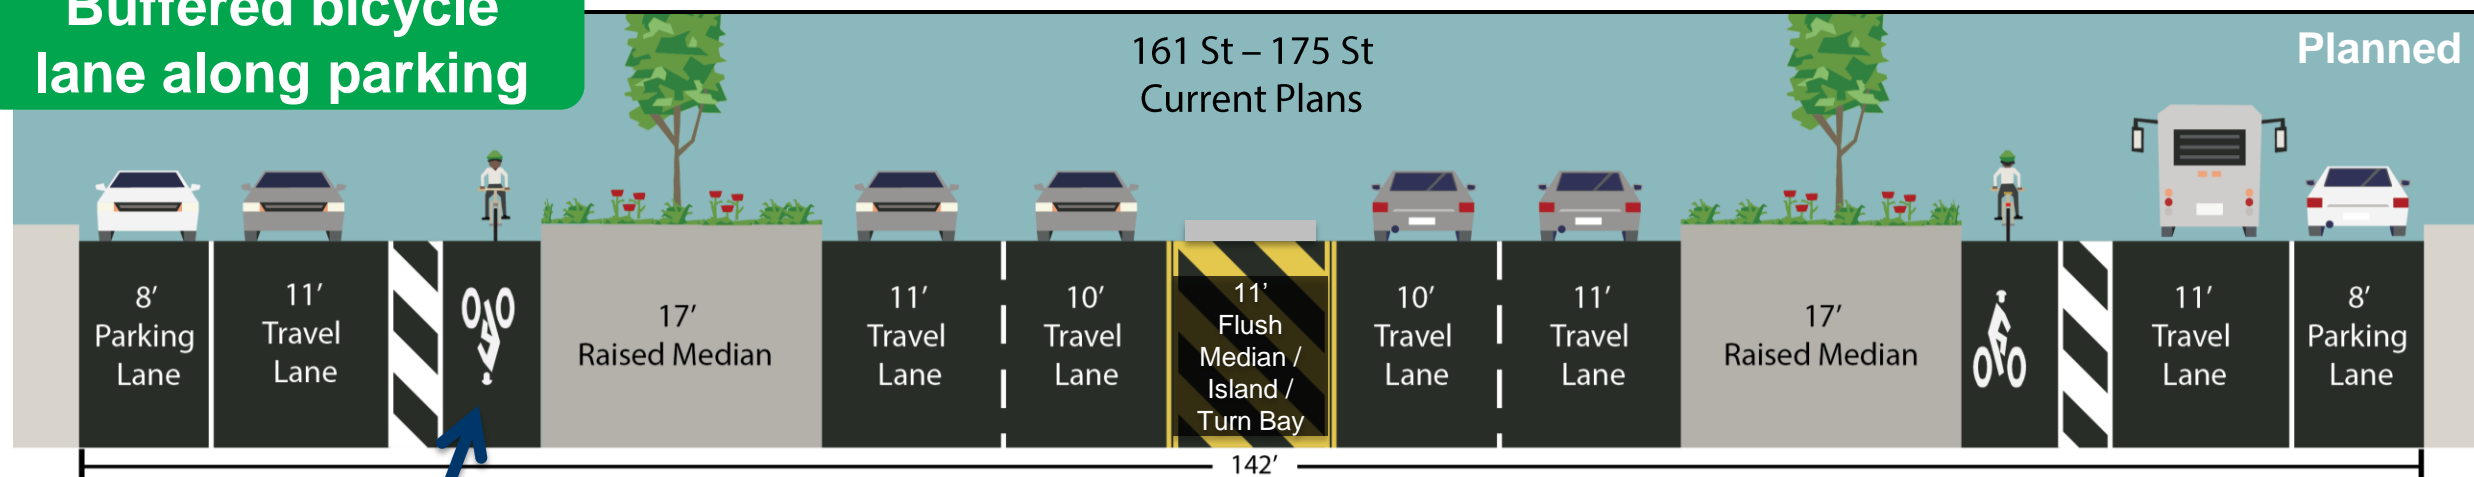 Buffered bicycle
lane along parking
161 St – 175 St
Current Plans
Planned
8’
Parking
Lane
11’
Travel
Lane
17’
Raised Median
11’
Travel
Lane
10’
Travel
Lane
11’
Flush
Median /
Island /
Turn Bay
10’
Travel
Lane
11’
Travel
Lane
17’
Raised Median
11’
Travel
Lane
8’
Parking
Lane
142’